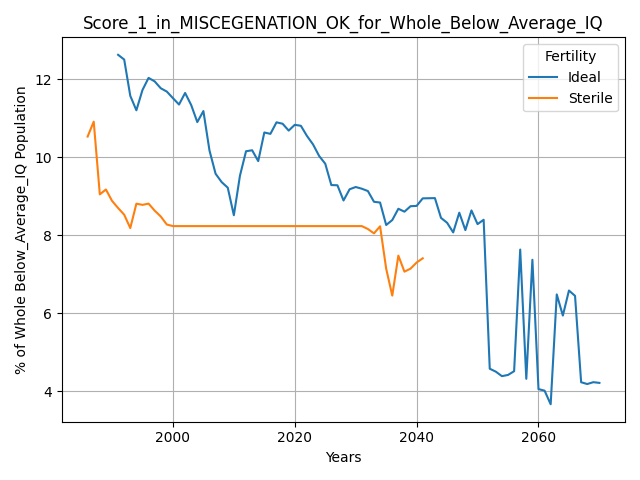 Score_1_in_MISCEGENATION_OK_for_Whole_Below_Average_IQ
Fertility
Ideal
Sterile
% of Whole Below_Average_IQ Population
12
10
8
6
4
2000
2020
2040
2060
Years